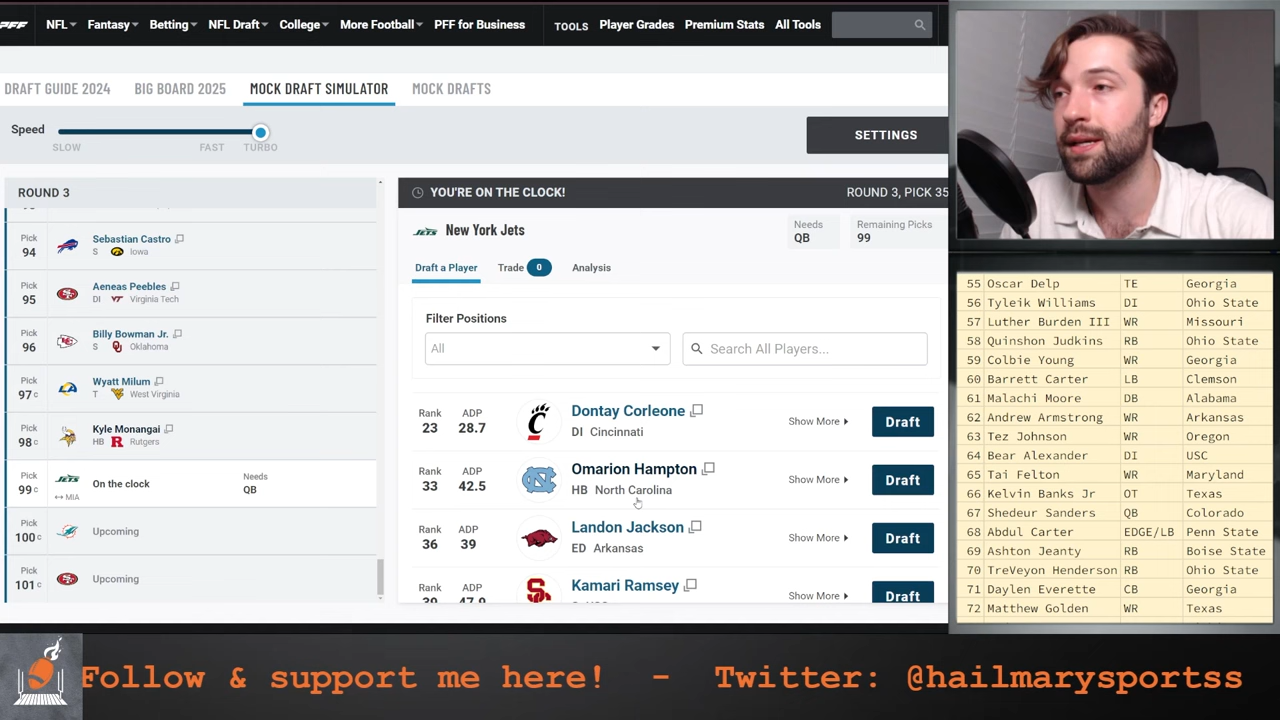 PFF NFL Fantasy Betting NFL Draft College More Football PFF for Business TOOLS Player Grades Premium Stats All Tools
DRAFT GUIDE 2024 BIG BOARD 2025 MOCK DRAFT SIMULATOR MOCK DRAFTS
Speed
SLOW FAST TURBO
SETTINGS
ROUND 3
Pick 94 Sebastian Castro
S Iowa
Pick 95 Aeneas Peebles
DI VT Virginia Tech
Pick 96 Billy Bowman Jr.
S Oklahoma
Pick 97 c Wyatt Milum
T West Virginia
Pick 98 c Kyle Monangai
HB R Rutgers
Pick 99 c JETS On the clock Needs
QB
↔ MIA
Pick 100 c Upcoming
Pick 101 c Upcoming
YOU'RE ON THE CLOCK! ROUND 3, PICK 35
JETS New York Jets
Needs
QB
Remaining Picks
99
Draft a Player Trade 0 Analysis
Filter Positions
All
Search All Players...
Rank 23 ADP 28.7 Dontay Corleone
DI Cincinnati
Show More Draft
Rank 33 ADP 42.5 Omarion Hampton
HB North Carolina
Show More Draft
Rank 36 ADP 39 Landon Jackson
ED Arkansas
Show More Draft
Rank 39 ADP 47.9 SC Kamari Ramsey
Show More Draft
55 Oscar Delp TE Georgia
56 Tyleik Williams DI Ohio State
57 Luther Burden III WR Missouri
58 Quinshon Judkins RB Ohio State
59 Colbie Young WR Georgia
60 Barrett Carter LB Clemson
61 Malachi Moore DB Alabama
62 Andrew Armstrong WR Arkansas
63 Tez Johnson WR Oregon
64 Bear Alexander DI USC
65 Tai Felton WR Maryland
66 Kelvin Banks Jr OT Texas
67 Shedeur Sanders QB Colorado
68 Abdul Carter EDGE/LB Penn State
69 Ashton Jeanty RB Boise State
70 TreVeyon Henderson RB Ohio State
71 Daylen Everette CB Georgia
72 Matthew Golden WR Texas
Follow & support me here! - Twitter: @hailmarysportss